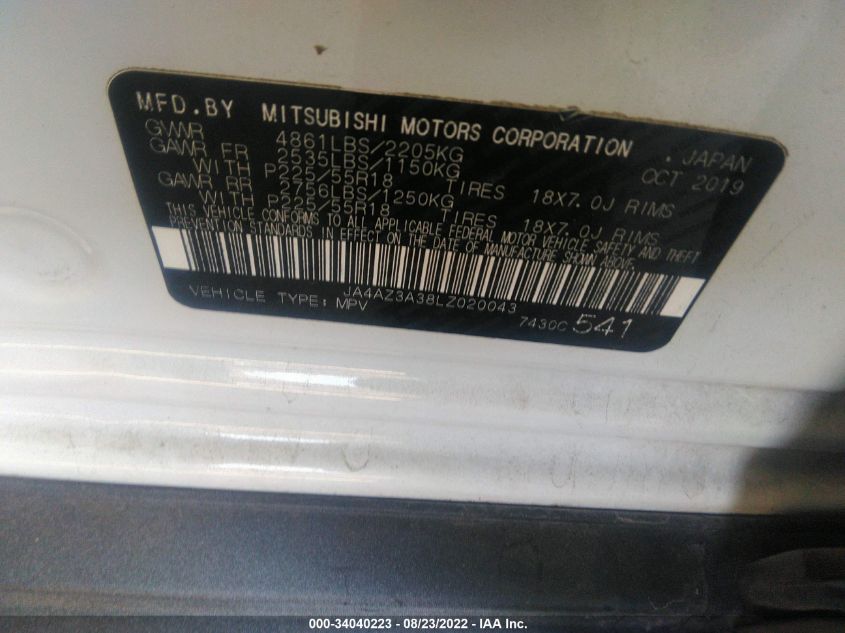 MFD.BY MITSUBISHI MOTORS CORPORATION . JAPAN
GVWR 4861LBS/2205KG OCT 2019
GAWR FR 2535LBS/1150KG
WITH P225/55R18 TIRES 18X7.0J RIMS
GAWR RR 2756LBS/1250KG
WITH P225/55R18 TIRES 18X7.0J RIMS
THIS VEHICLE CONFORMS TO ALL APPLICABLE FEDERAL MOTOR VEHICLE SAFETY AND THEFT
PREVENTION STANDARDS IN EFFECT ON THE DATE OF MANUFACTURE SHOWN ABOVE.
JA4AZ3A38LZ020043
VEHICLE TYPE: MPV 7430C 541
000-34040223 - 08/23/2022 - IAA Inc.